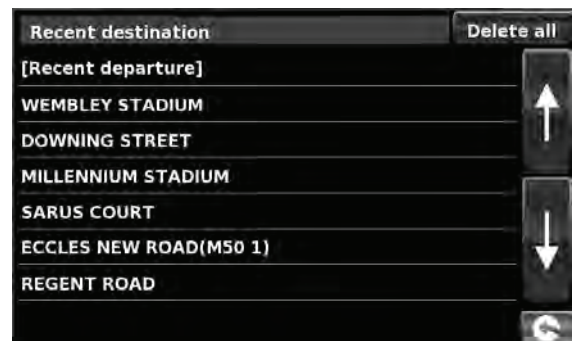 Recent destination
Delete all
[Recent departure]
WEMBLEY STADIUM
DOWNING STREET
MILLENNIUM STADIUM
SARUS COURT
ECCLES NEW ROAD(M50 1)
REGENT ROAD